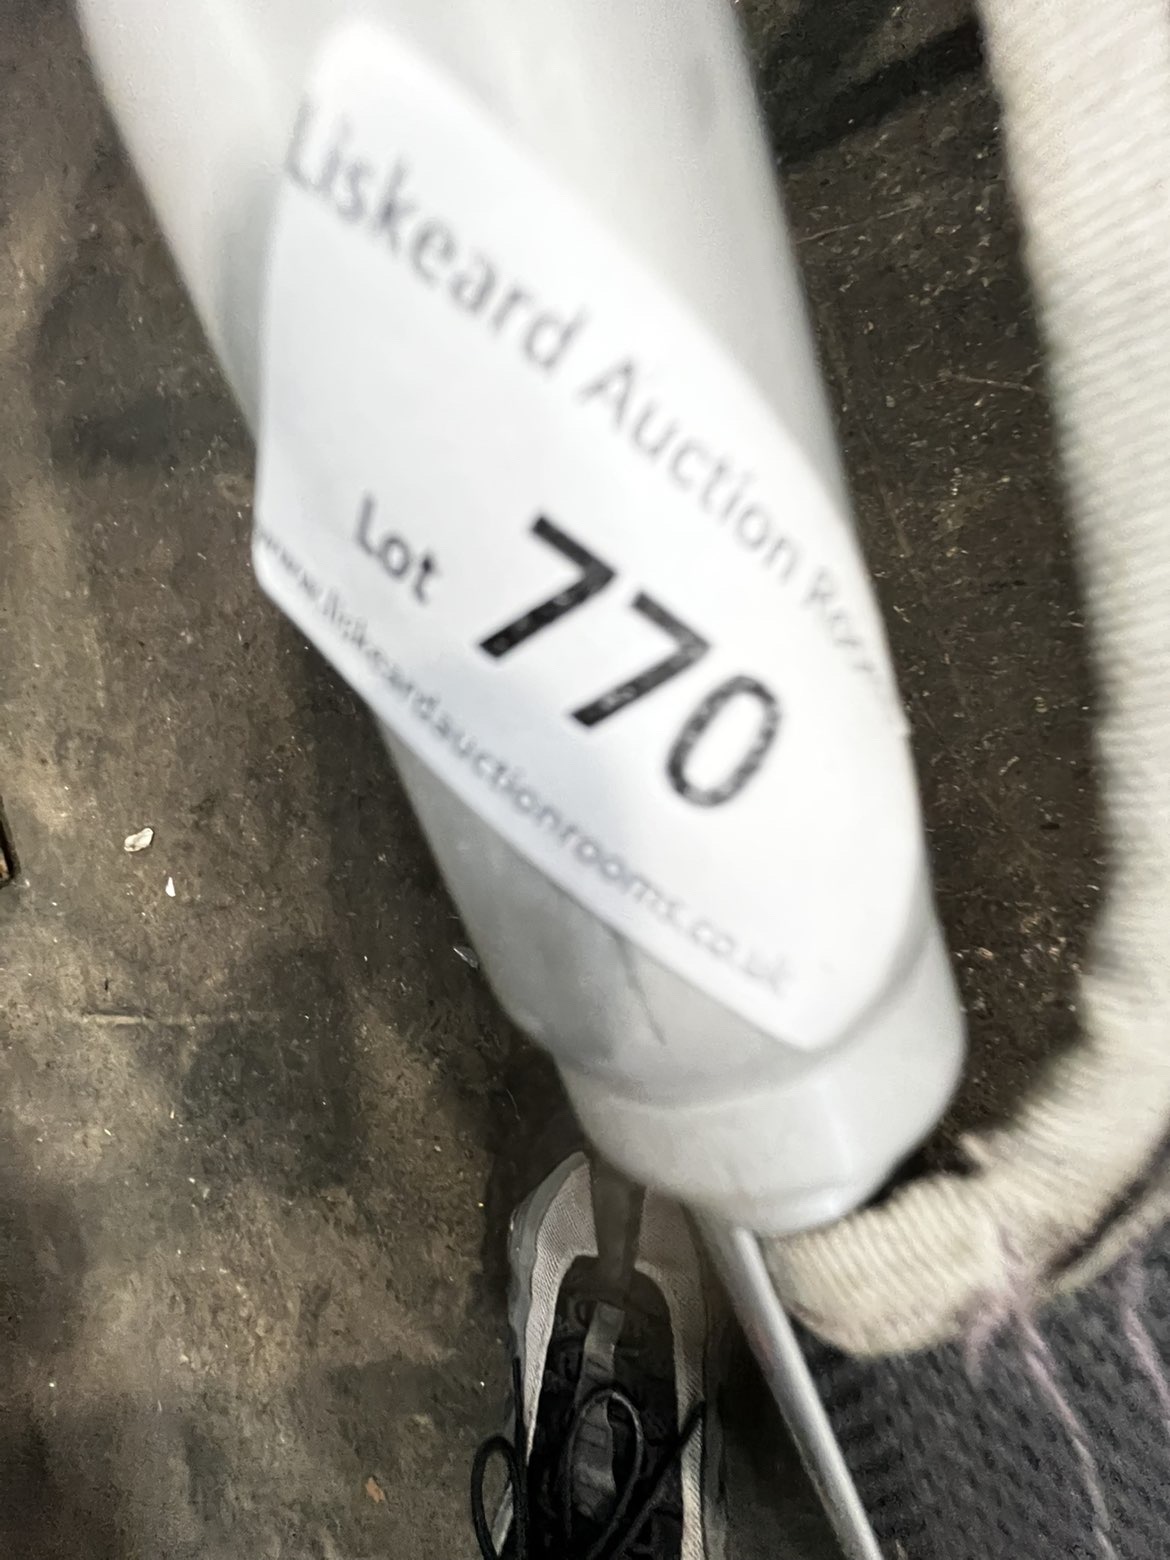 Liskeard Auction
Lot 770
www.liskeardauctionrooms.co.uk